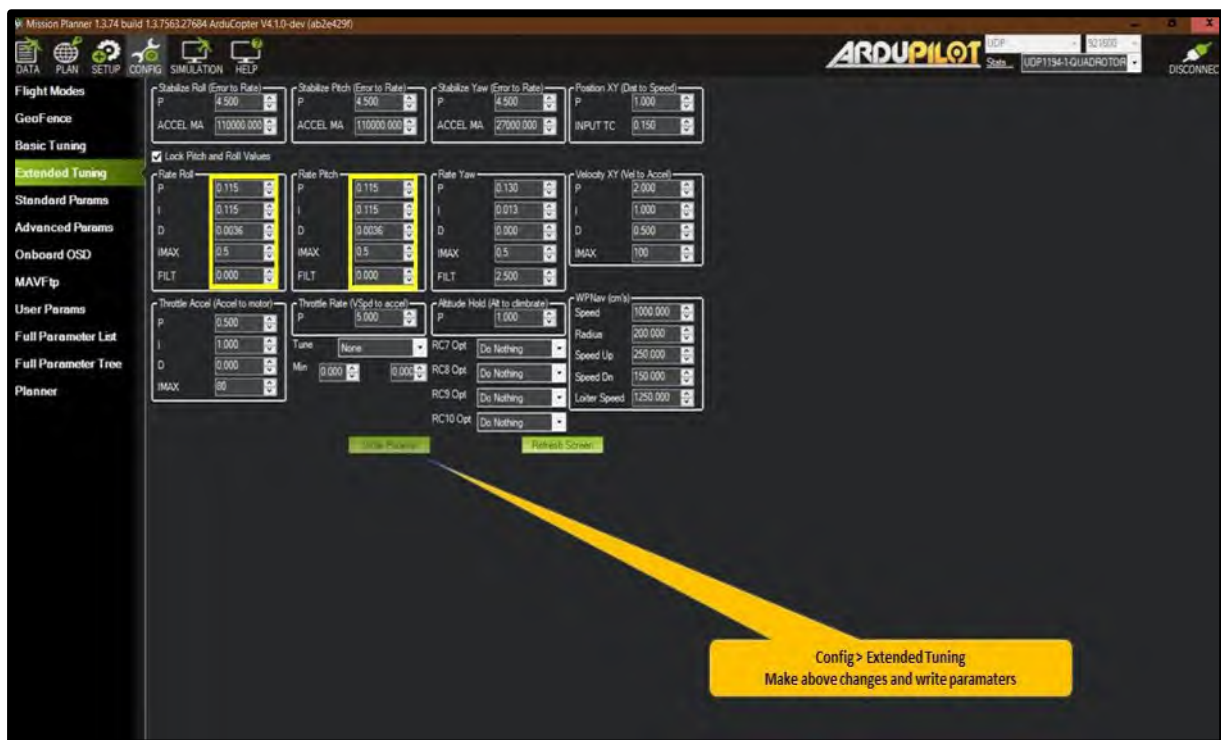 Mission Planner 1.3.74 build 1.3.7563.27684 ArduCopter V4.1.0-dev (ab2e429f)
DATA PLAN SETUP CONFIG SIMULATION HELP
ARDUPILOT
UDP 921600
Stats... UDP1194-1-QUADROTOR
DISCONNEC
Flight Modes
GeoFence
Basic Tuning
Extended Tuning
Standard Params
Advanced Params
Onboard OSD
MAVFtp
User Params
Full Parameter List
Full Parameter Tree
Planner
Stabilize Roll (Error to Rate)
P 4.500
ACCEL MA 110000.000
Stabilize Pitch (Error to Rate)
P 4.500
ACCEL MA 110000.000
Stabilize Yaw (Error to Rate)
P 4.500
ACCEL MA 27000.000
Position XY (Dist to Speed)
P 1.000
INPUT TC 0.150
Lock Pitch and Roll Values
Rate Roll
P 0.115
I 0.115
D 0.0036
IMAX 0.5
FILT 0.000
Rate Pitch
P 0.115
I 0.115
D 0.0036
IMAX 0.5
FILT 0.000
Rate Yaw
P 0.130
I 0.013
D 0.000
IMAX 0.5
FILT 2.500
Velocity XY (Vel to Accel)
P 2.000
I 1.000
D 0.500
IMAX 100
Throttle Accel (Accel to motor)
P 0.500
I 1.000
D 0.000
IMAX 80
Throttle Rate (VSpd to accel)
P 5.000
Tune None
Min 0.000 0.000
Altitude Hold (Alt to climbrate)
P 1.000
RC7 Opt Do Nothing
RC8 Opt Do Nothing
RC9 Opt Do Nothing
RC10 Opt Do Nothing
WPNav (cm's)
Speed 1000.000
Radius 200.000
Speed Up 250.000
Speed Dn 150.000
Loiter Speed 1250.000
Refresh Screen
Config > Extended Tuning
Make above changes and write paramaters